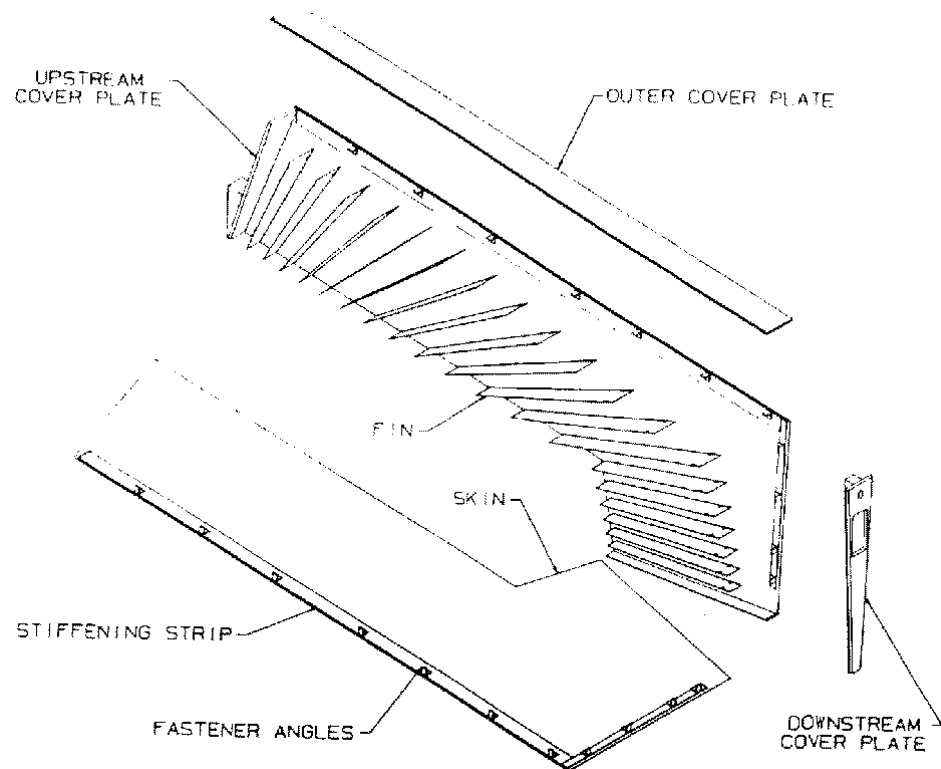 UPSTREAM
COVER PLATE
OUTER COVER PLATE
FIN
SKIN
STIFFENING STRIP
FASTENER ANGLES
DOWNSTREAM
COVER PLATE